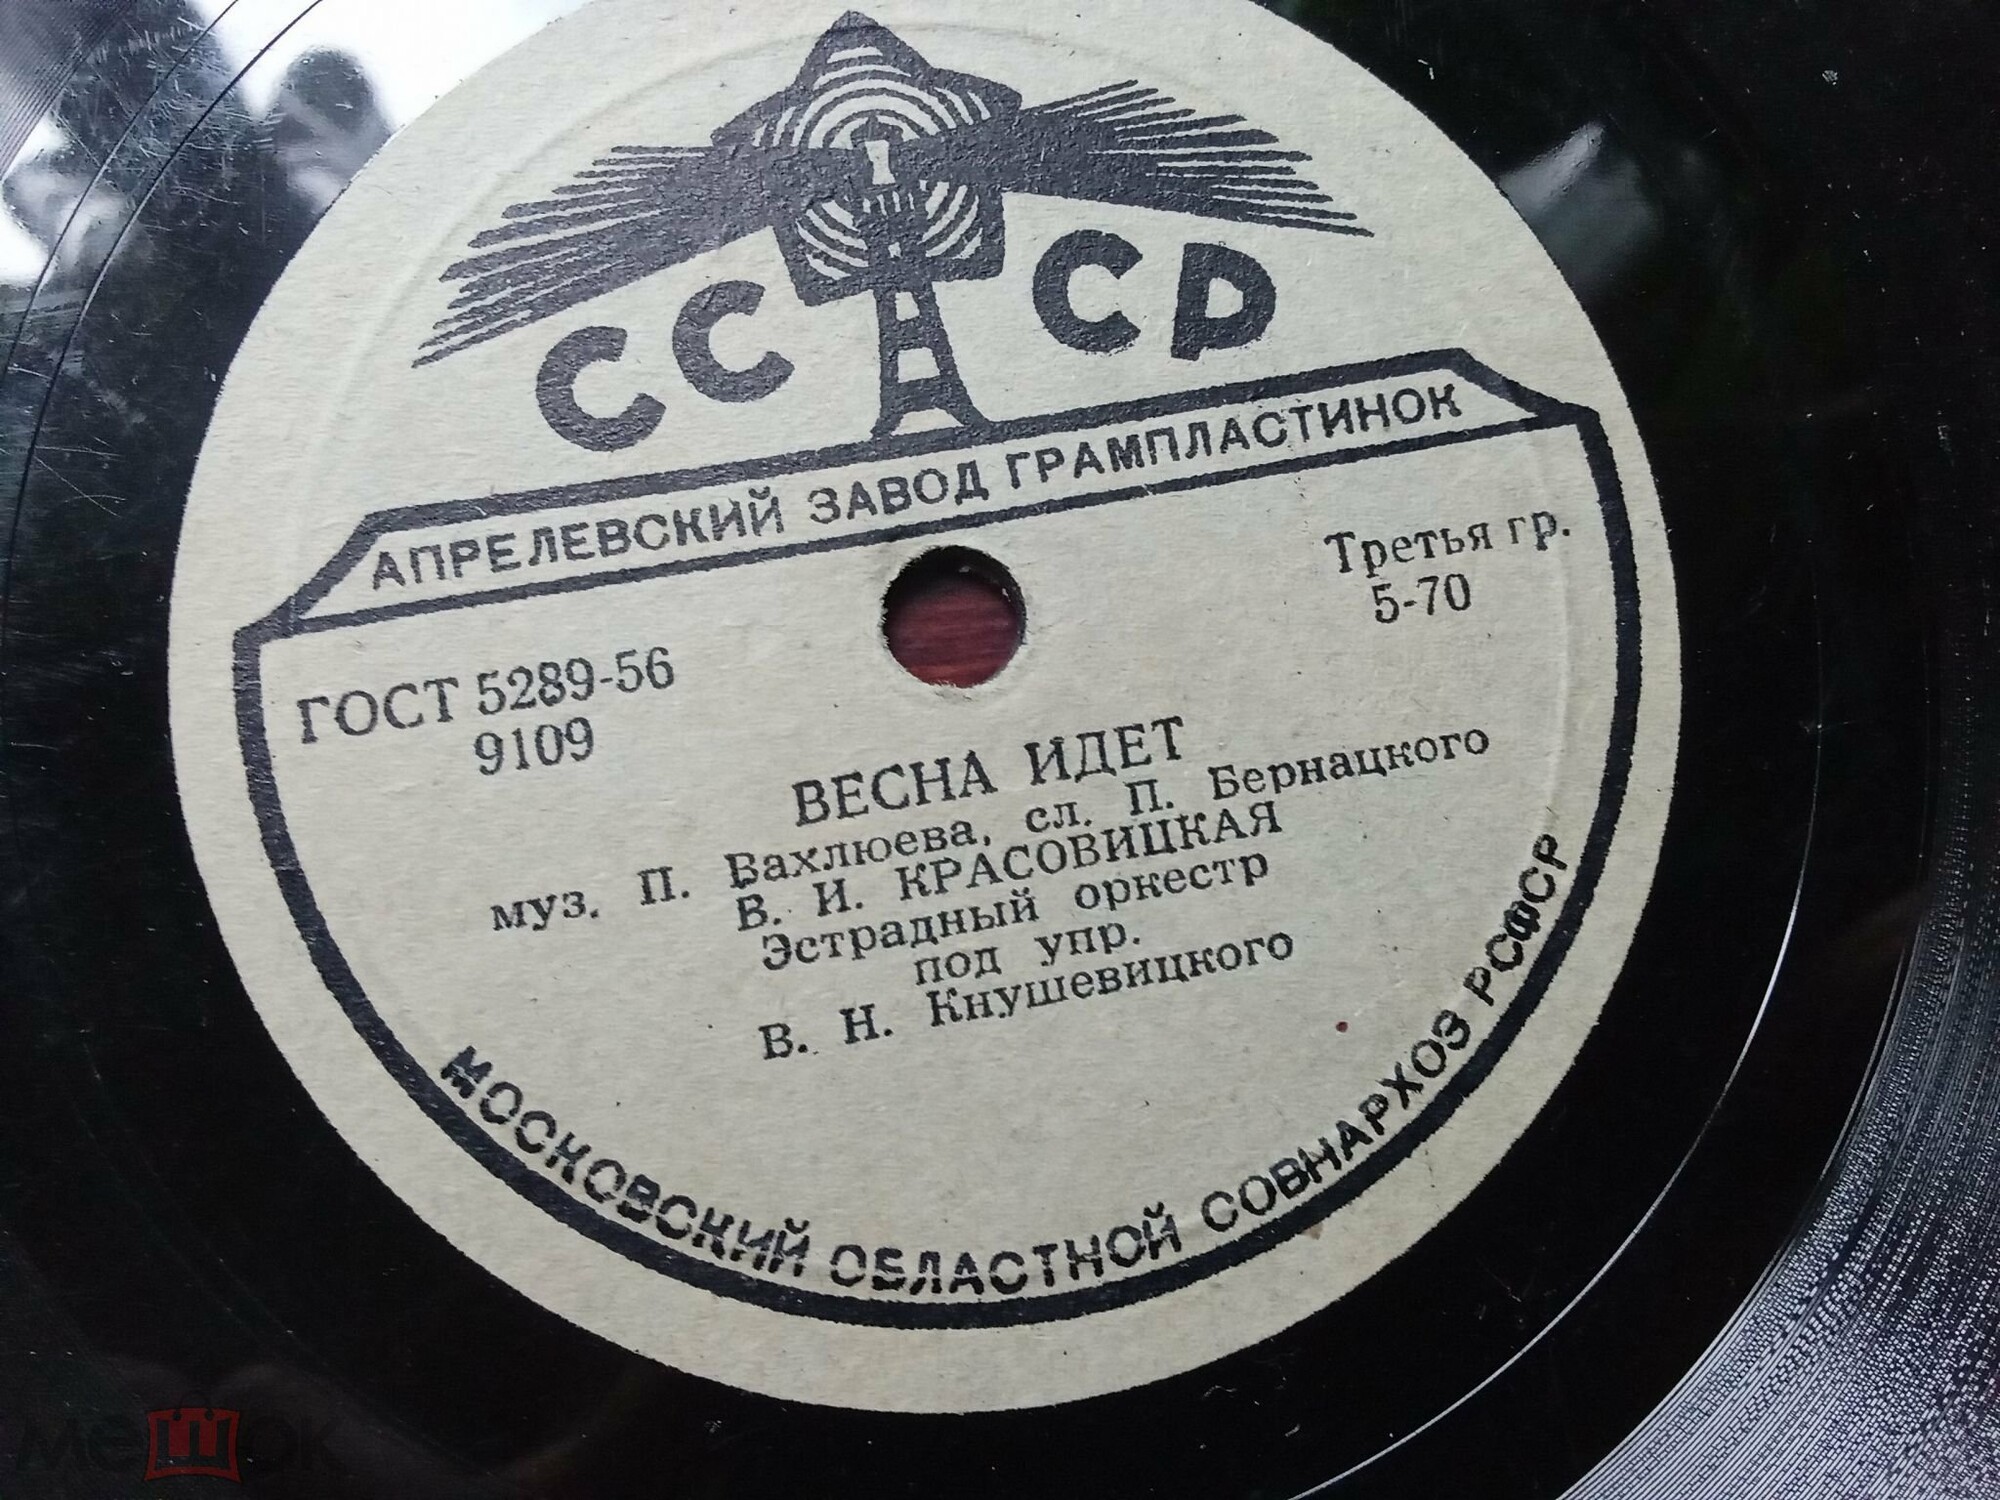 СССР
АПРЕЛЕВСКИЙ ЗАВОД ГРАМПЛАСТИНОК
Третья гр.
5-70
ГОСТ 5289-56
9109
ВЕСНА ИДЕТ
муз. П. Вахлюева, сл. П. Бернацкого
В. И. КРАСОВИЦКАЯ
Эстрадный оркестр
под упр.
В. Н. Кнушевицкого
МОСКОВСКИЙ ОБЛАСТНОЙ СОВНАРХОЗ РСФСР
мешок